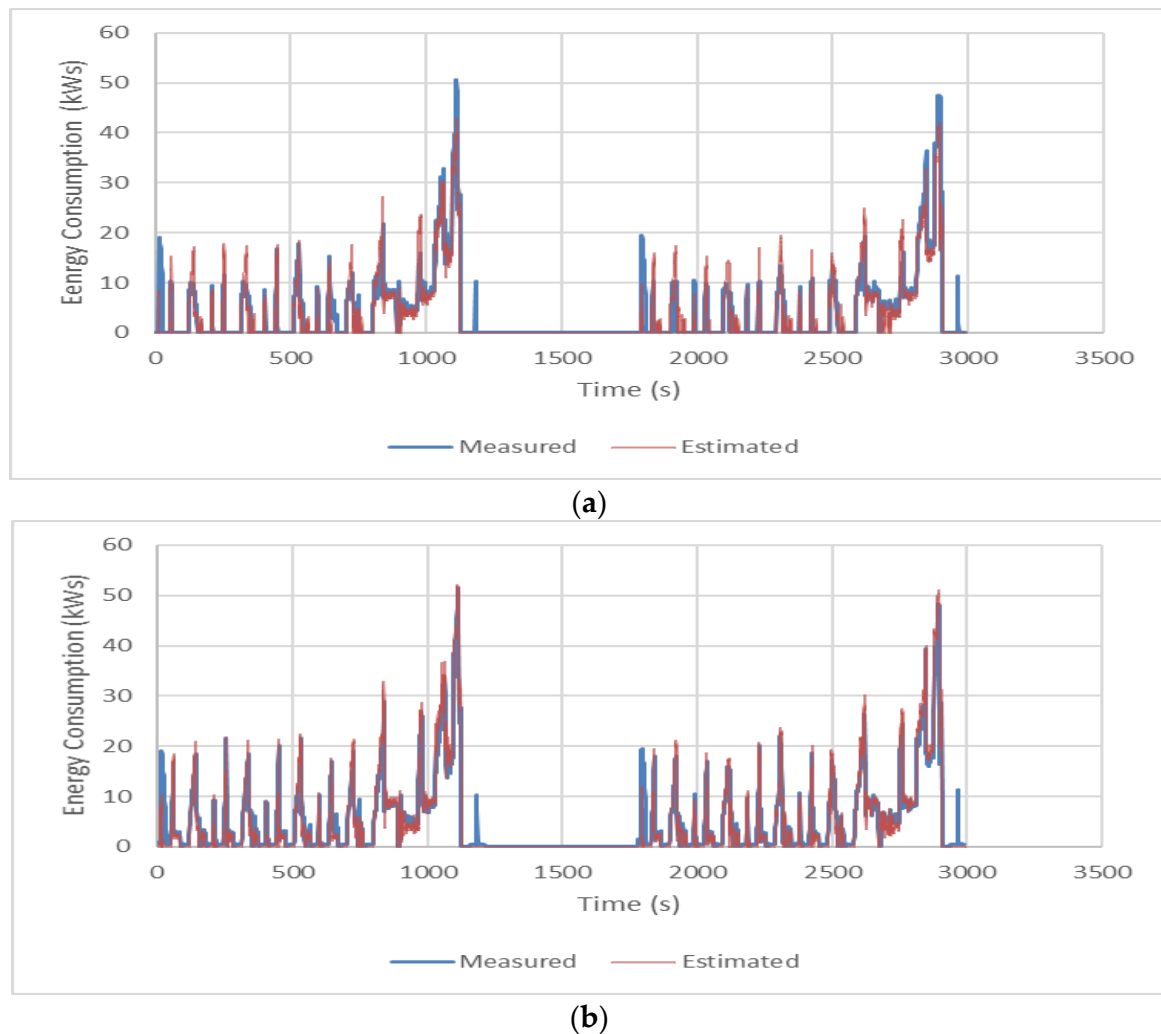 60
50
40
30
20
10
0
Eenrgy Consumption (kWs)
0 500 1000 1500 2000 2500 3000 3500
Time (s)
Measured Estimated
(a)
60
50
40
30
20
10
0
Energy Consumption (kWs)
0 500 1000 1500 2000 2500 3000 3500
Time (s)
Measured Estimated
(b)